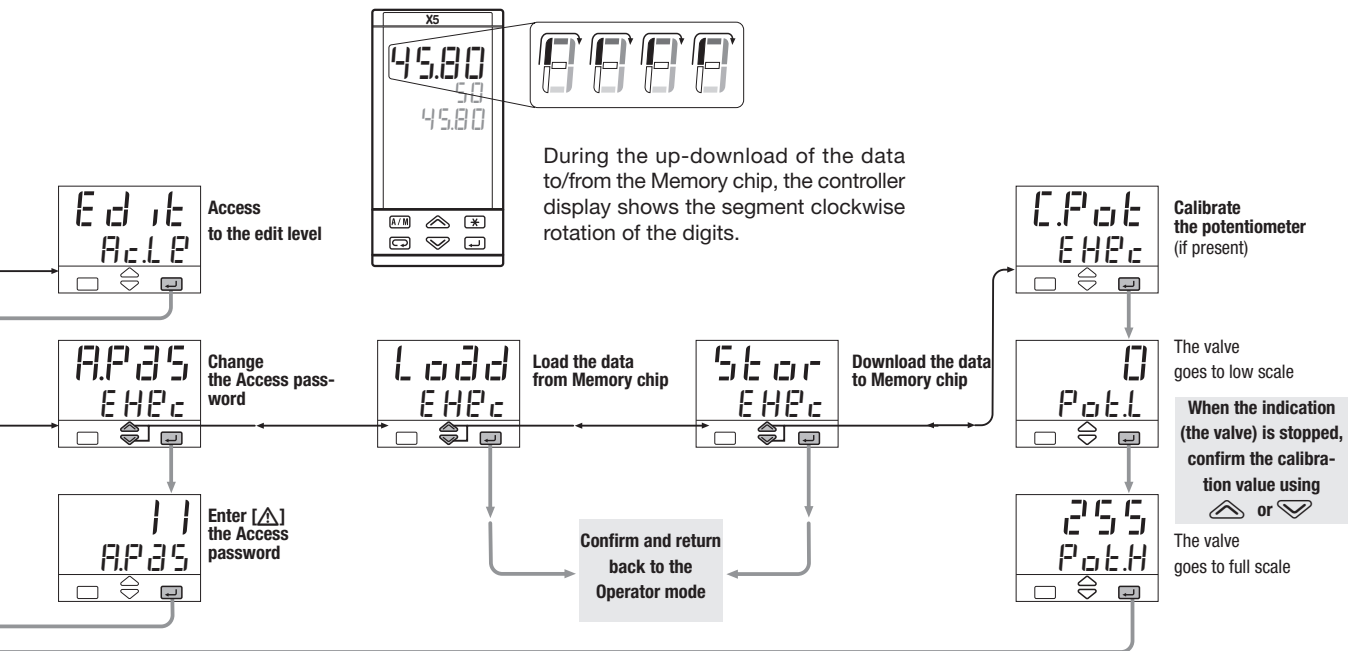 X5
45.80
50
45.80
A/M
During the up-download of the data
to/from the Memory chip, the controller
display shows the segment clockwise
rotation of the digits.
Edit
Ac.Le
Access
to the edit level
C.Pot
EHec
Calibrate
the potentiometer
(if present)
A.PaS
EHec
Change
the Access pass-
word
Load
EHec
Load the data
from Memory chip
Stor
EHec
Download the data
to Memory chip
0
Pot.L
The valve
goes to low scale
When the indication
(the valve) is stopped,
confirm the calibra-
tion value using
or
11
A.PaS
Enter [⚠]
the Access
password
Confirm and return
back to the
Operator mode
255
Pot.H
The valve
goes to full scale